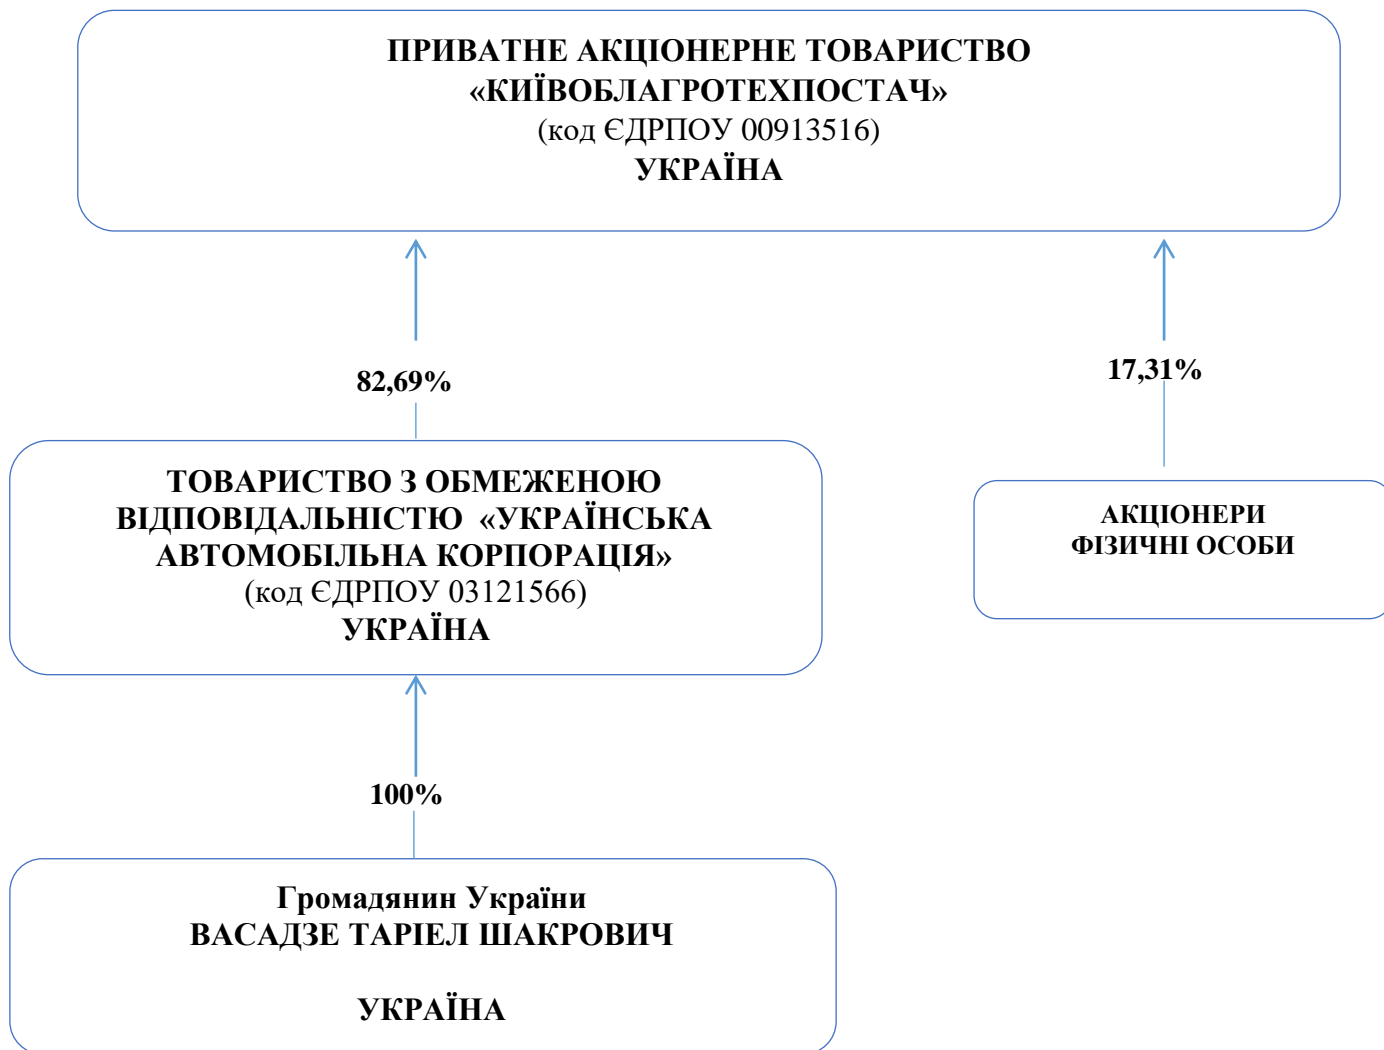 ПРИВАТНЕ АКЦІОНЕРНЕ ТОВАРИСТВО
«КИЇВОБЛАГРОТЕХПОСТАЧ»
(код ЄДРПОУ 00913516)
УКРАЇНА
82,69%
17,31%
ТОВАРИСТВО З ОБМЕЖЕНОЮ
ВІДПОВІДАЛЬНІСТЮ «УКРАЇНСЬКА
АВТОМОБІЛЬНА КОРПОРАЦІЯ»
(код ЄДРПОУ 03121566)
УКРАЇНА
АКЦІОНЕРИ
ФІЗИЧНІ ОСОБИ
100%
Громадянин України
ВАСАДЗЕ ТАРІЕЛ ШАКРОВИЧ
УКРАЇНА